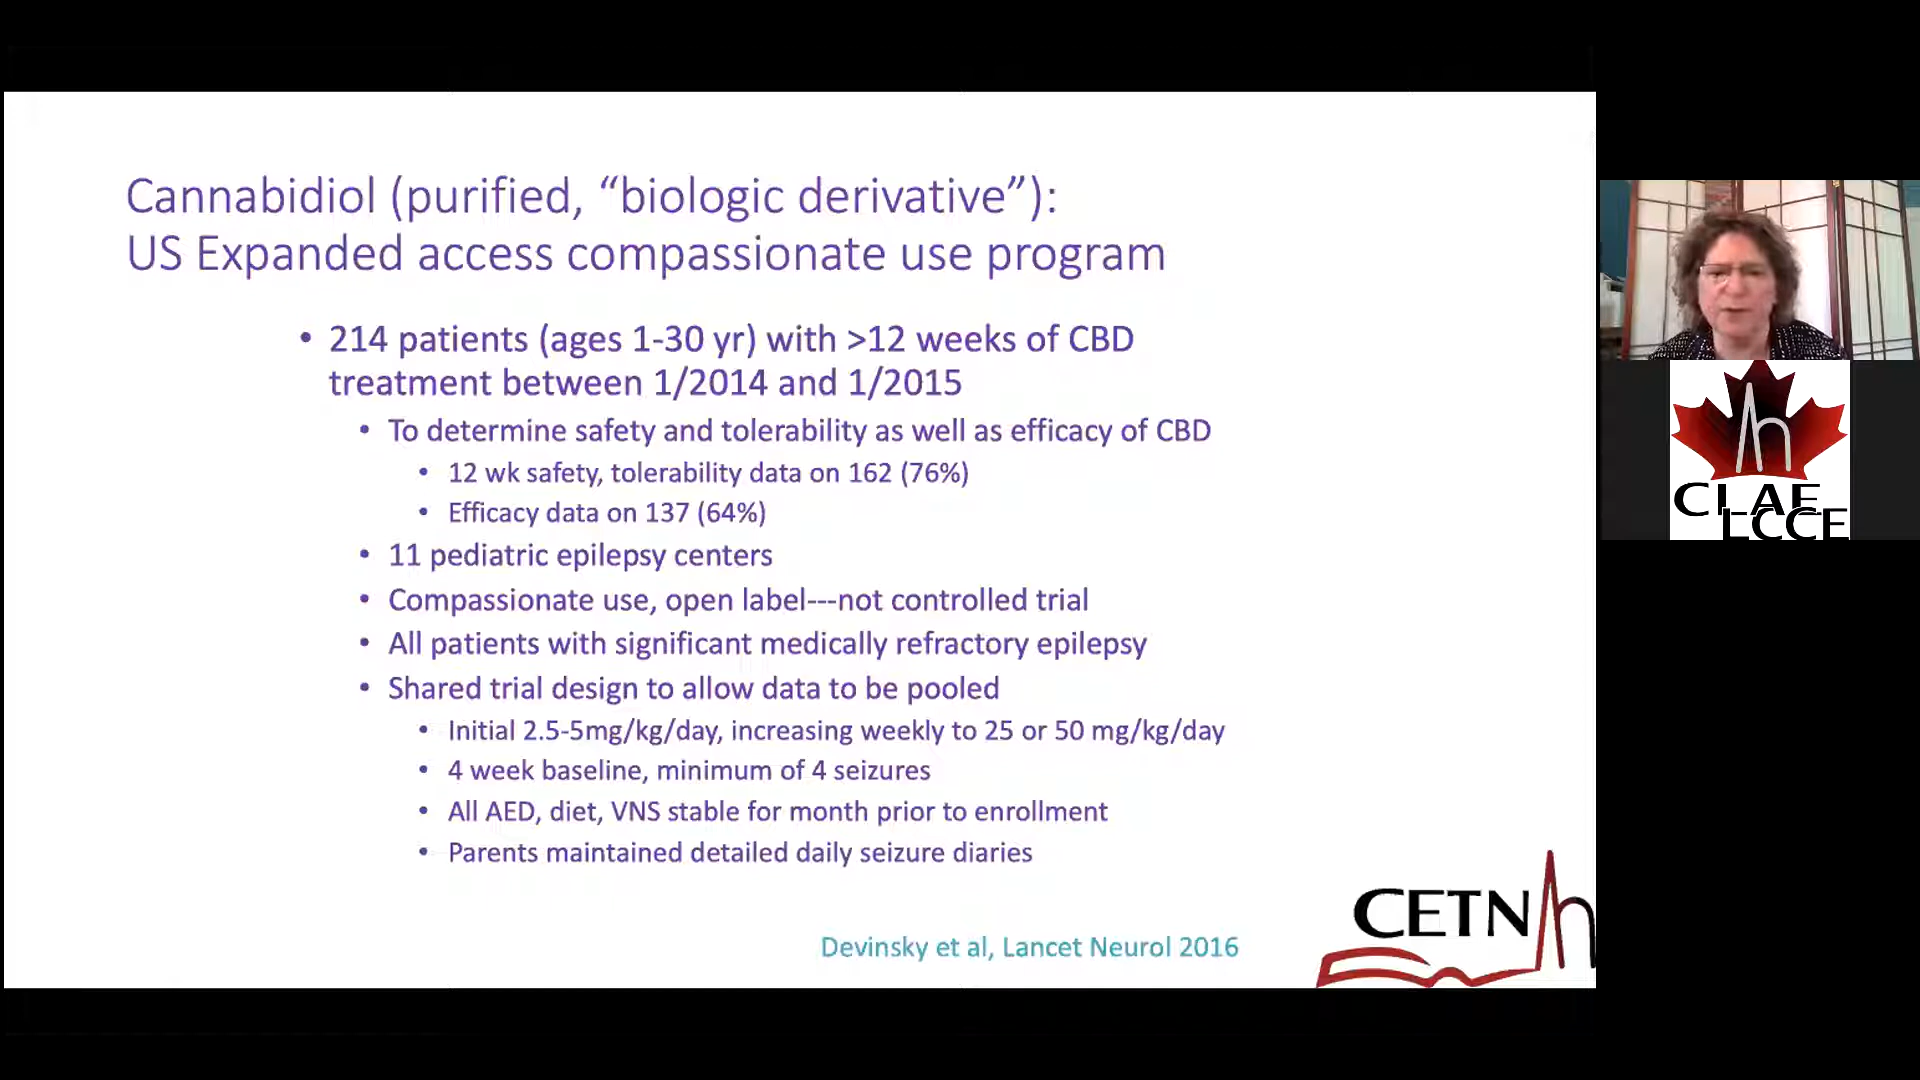 Cannabidiol (purified, “biologic derivative”):
US Expanded access compassionate use program
• 214 patients (ages 1-30 yr) with >12 weeks of CBD
treatment between 1/2014 and 1/2015
• To determine safety and tolerability as well as efficacy of CBD
• 12 wk safety, tolerability data on 162 (76%)
• Efficacy data on 137 (64%)
• 11 pediatric epilepsy centers
• Compassionate use, open label---not controlled trial
• All patients with significant medically refractory epilepsy
• Shared trial design to allow data to be pooled
• Initial 2.5-5mg/kg/day, increasing weekly to 25 or 50 mg/kg/day
• 4 week baseline, minimum of 4 seizures
• All AED, diet, VNS stable for month prior to enrollment
• Parents maintained detailed daily seizure diaries
Devinsky et al, Lancet Neurol 2016
CETN
CLAE
LCCE